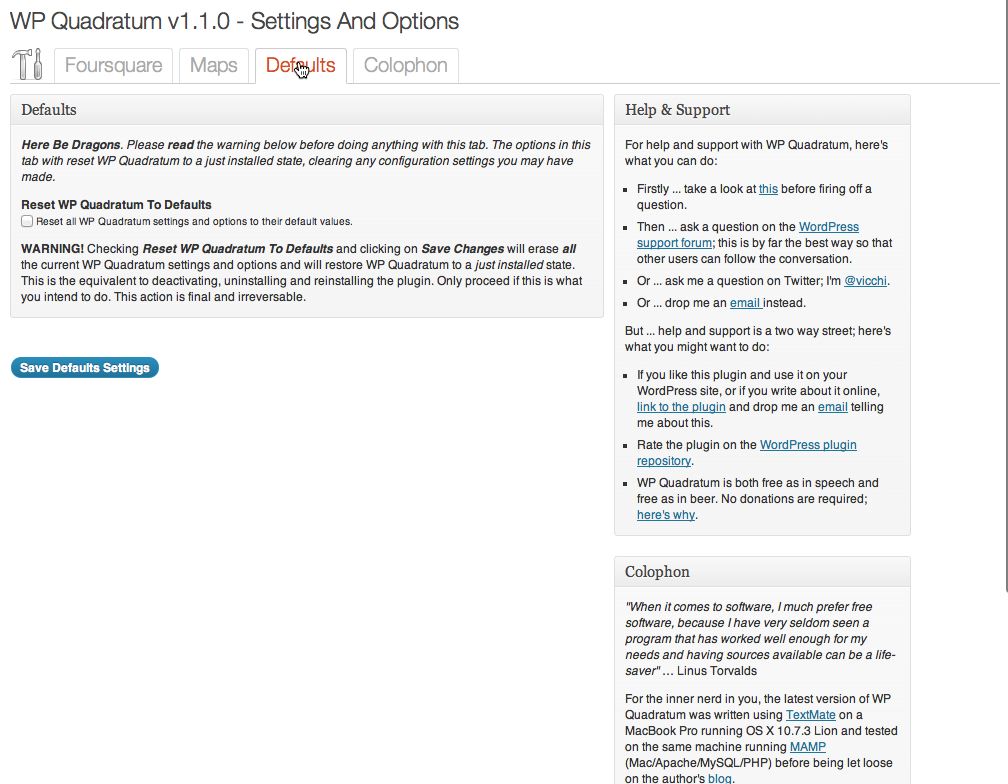 WP Quadratum v1.1.0 - Settings And Options
Foursquare
Maps
Defaults
Colophon
Defaults
Here Be Dragons. Please read the warning below before doing anything with this tab. The options in this
tab with reset WP Quadratum to a just installed state, clearing any configuration settings you may have
made.
Reset WP Quadratum To Defaults
Reset all WP Quadratum settings and options to their default values.
WARNING! Checking Reset WP Quadratum To Defaults and clicking on Save Changes will erase all
the current WP Quadratum settings and options and will restore WP Quadratum to a just installed state.
This is the equivalent to deactivating, uninstalling and reinstalling the plugin. Only proceed if this is what
you intend to do. This action is final and irreversable.
Save Defaults Settings
Help & Support
For help and support with WP Quadratum, here's
what you can do:
Firstly ... take a look at this before firing off a
question.
Then ... ask a question on the WordPress
support forum; this is by far the best way so that
other users can follow the conversation.
Or ... ask me a question on Twitter; I'm @vicchi.
Or ... drop me an email instead.
But ... help and support is a two way street; here's
what you might want to do:
If you like this plugin and use it on your
WordPress site, or if you write about it online,
link to the plugin and drop me an email telling
me about this.
Rate the plugin on the WordPress plugin
repository.
WP Quadratum is both free as in speech and
free as in beer. No donations are required;
here's why.
Colophon
"When it comes to software, I much prefer free
software, because I have very seldom seen a
program that has worked well enough for my
needs and having sources available can be a life-
saver" ... Linus Torvalds
For the inner nerd in you, the latest version of WP
Quadratum was written using TextMate on a
MacBook Pro running OS X 10.7.3 Lion and tested
on the same machine running MAMP
(Mac/Apache/MySQL/PHP) before being let loose
on the author's blog.